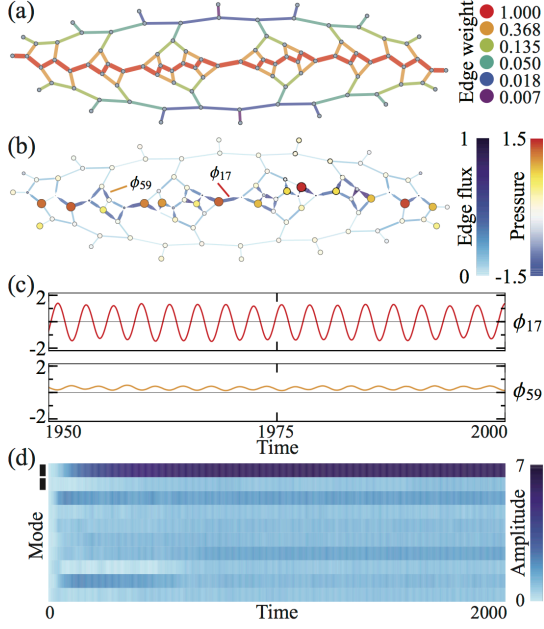 (a)
Edge weight
1.000
0.368
0.135
0.050
0.018
0.007
(b)
ϕ59
ϕ17
Edge flux
1
0
Pressure
1.5
-1.5
(c)
2
-2
ϕ17
2
-2
ϕ59
1950
1975
2000
Time
(d)
Mode
0
Time
2000
Amplitude
7
0